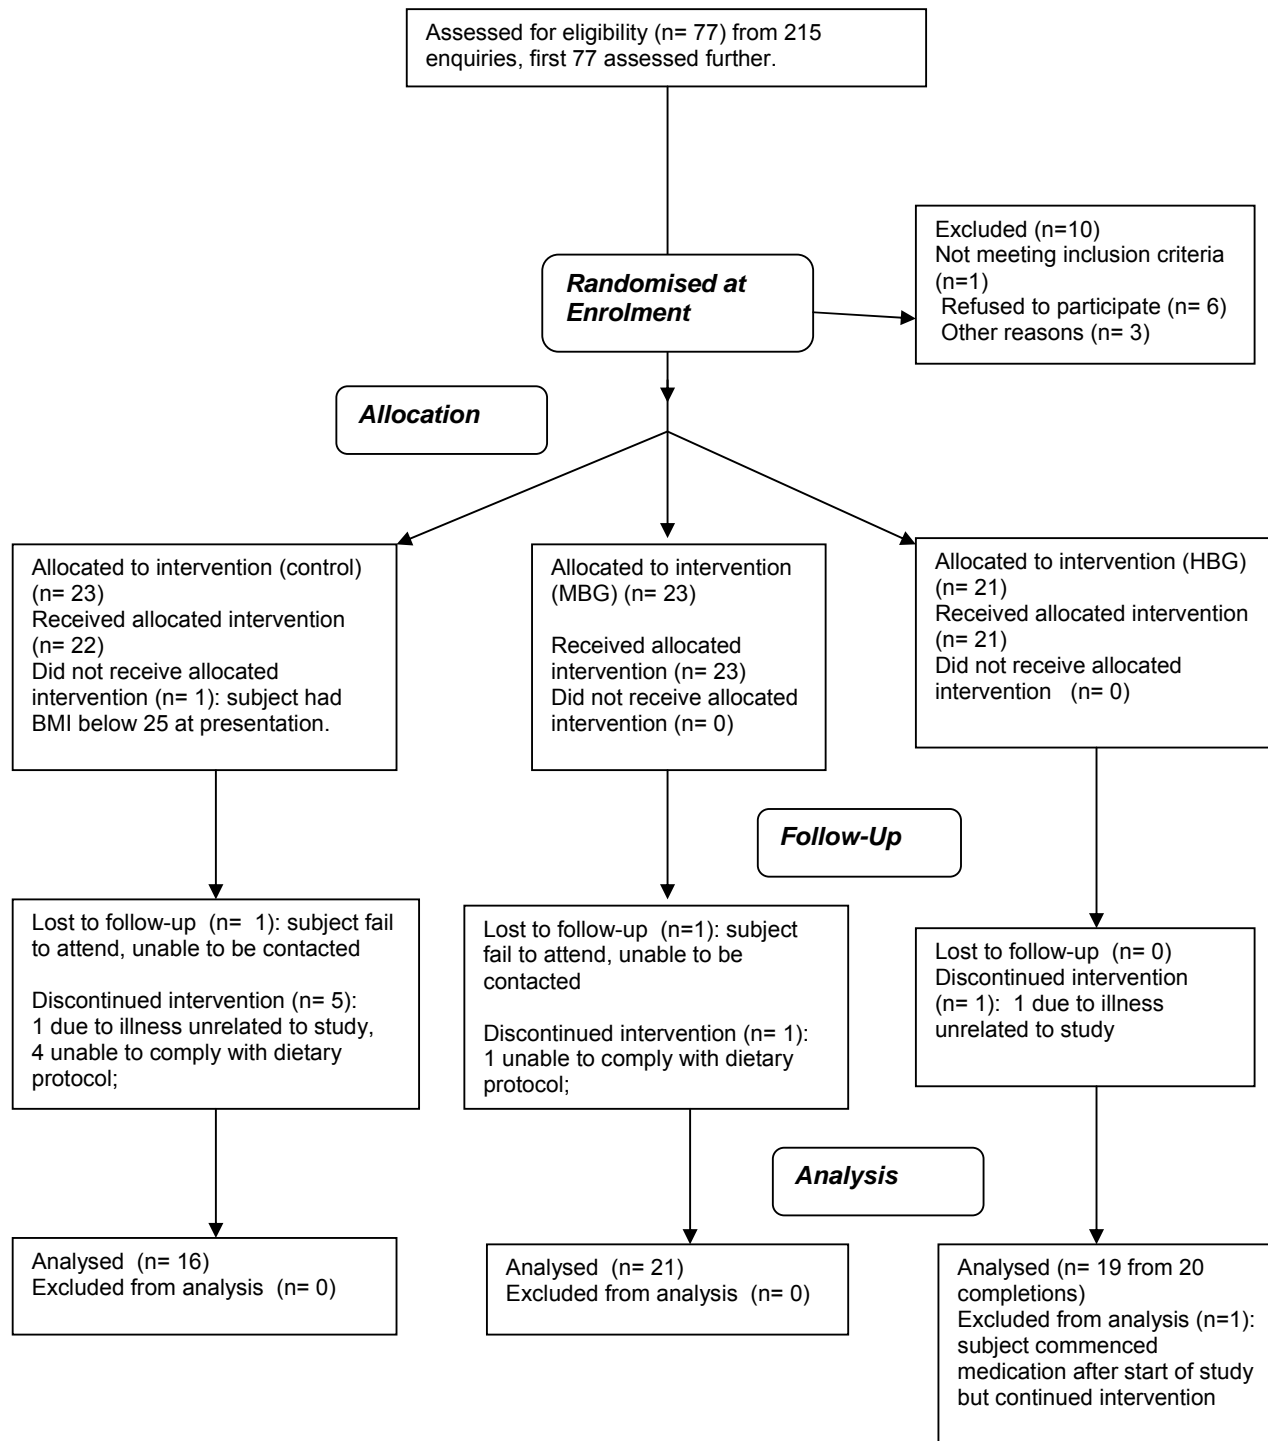 Assessed for eligibility (n= 77) from 215
enquiries, first 77 assessed further.
Excluded (n=10)
Not meeting inclusion criteria
(n=1)
Refused to participate (n= 6)
Other reasons (n= 3)
Randomised at
Enrolment
Allocation
Allocated to intervention (control)
(n= 23)
Received allocated intervention
(n= 22)
Did not receive allocated
intervention (n= 1): subject had
BMI below 25 at presentation.
Allocated to intervention
(MBG) (n= 23)
Received allocated
intervention (n= 23)
Did not receive allocated
intervention (n= 0)
Allocated to intervention (HBG)
(n= 21)
Received allocated intervention
(n= 21)
Did not receive allocated
intervention (n= 0)
Follow-Up
Lost to follow-up (n= 1): subject fail
to attend, unable to be contacted
Discontinued intervention (n= 5):
1 due to illness unrelated to study,
4 unable to comply with dietary
protocol;
Lost to follow-up (n=1): subject
fail to attend, unable to be
contacted
Discontinued intervention (n= 1):
1 unable to comply with dietary
protocol;
Lost to follow-up (n= 0)
Discontinued intervention
(n= 1): 1 due to illness
unrelated to study
Analysis
Analysed (n= 16)
Excluded from analysis (n= 0)
Analysed (n= 21)
Excluded from analysis (n= 0)
Analysed (n= 19 from 20
completions)
Excluded from analysis (n=1):
subject commenced
medication after start of study
but continued intervention